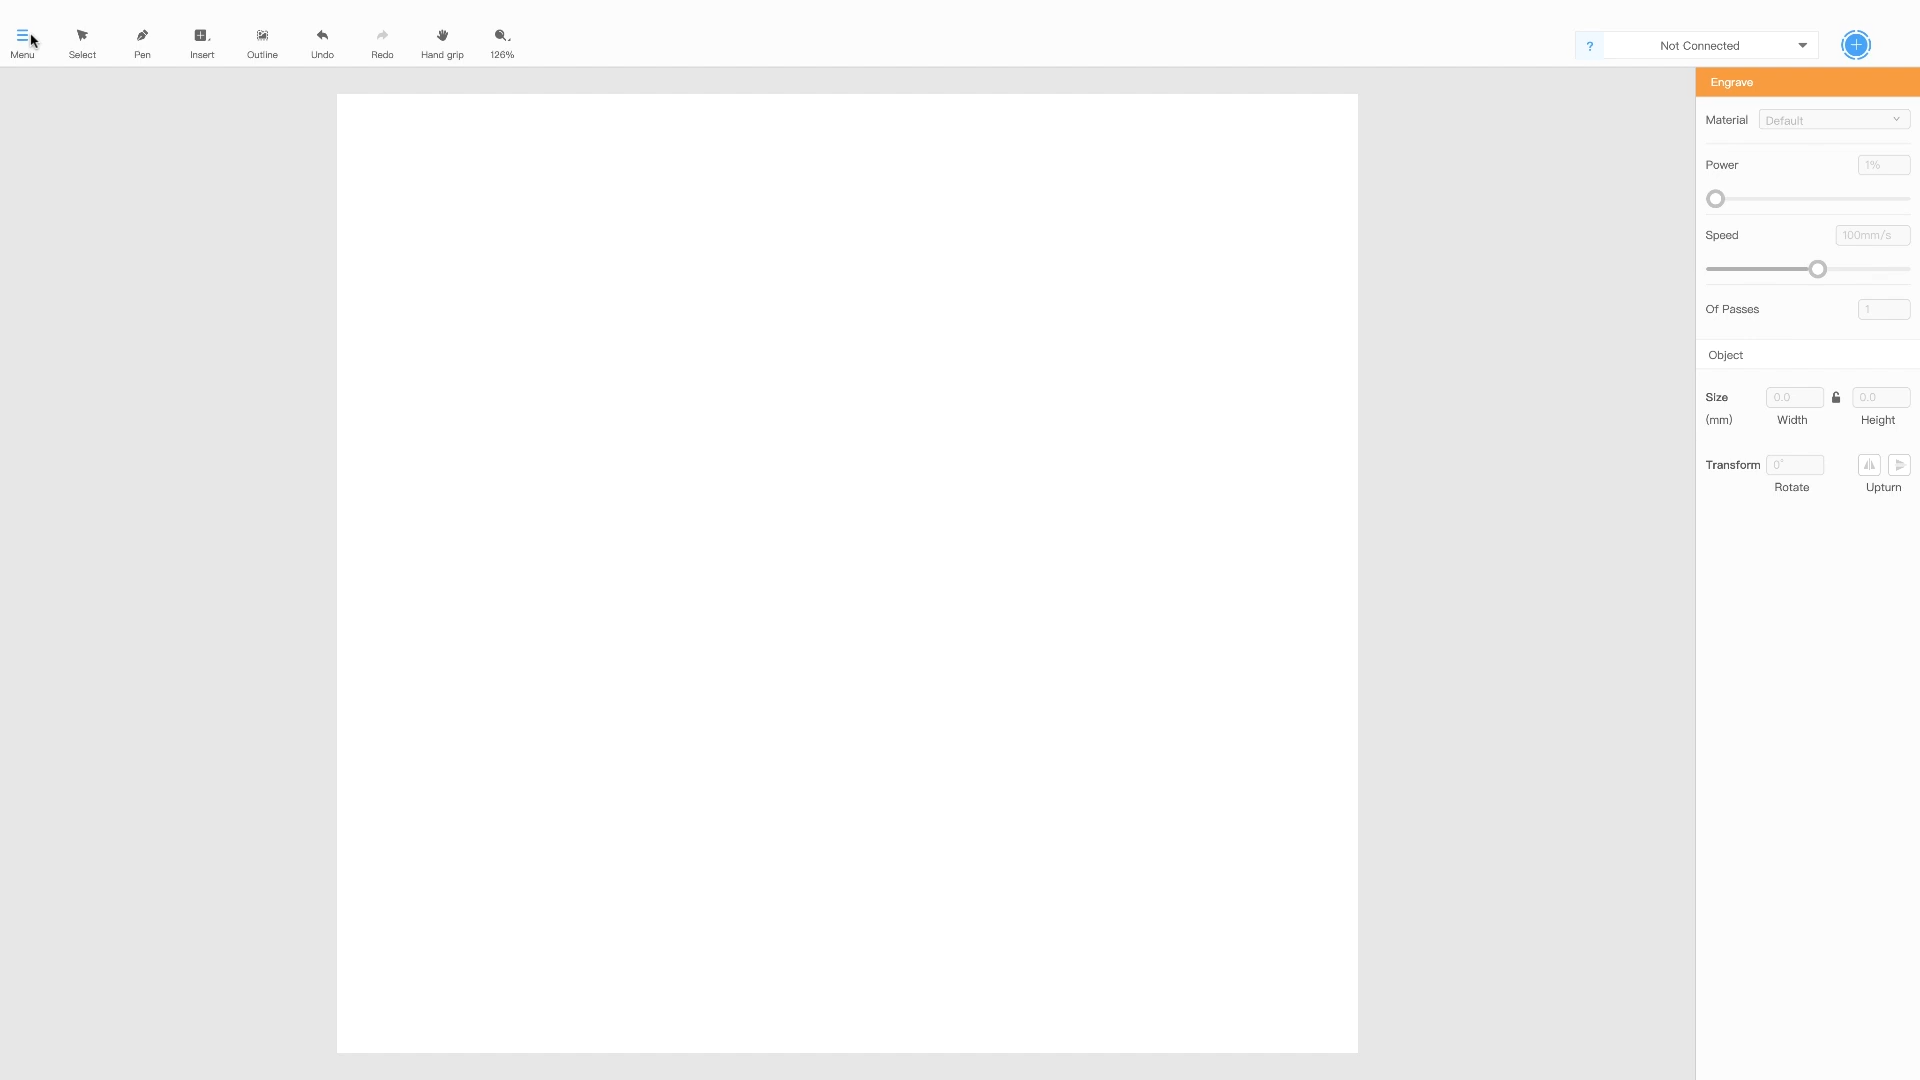 Menu
Select
Pen
Insert
Outline
Undo
Redo
Hand grip
126%
?
Not Connected
Engrave
Material
Default
Power
1%
Speed
100mm/s
Of Passes
1
Object
Size
0.0
0.0
(mm)
Width
Height
Transform
0°
Rotate
Upturn